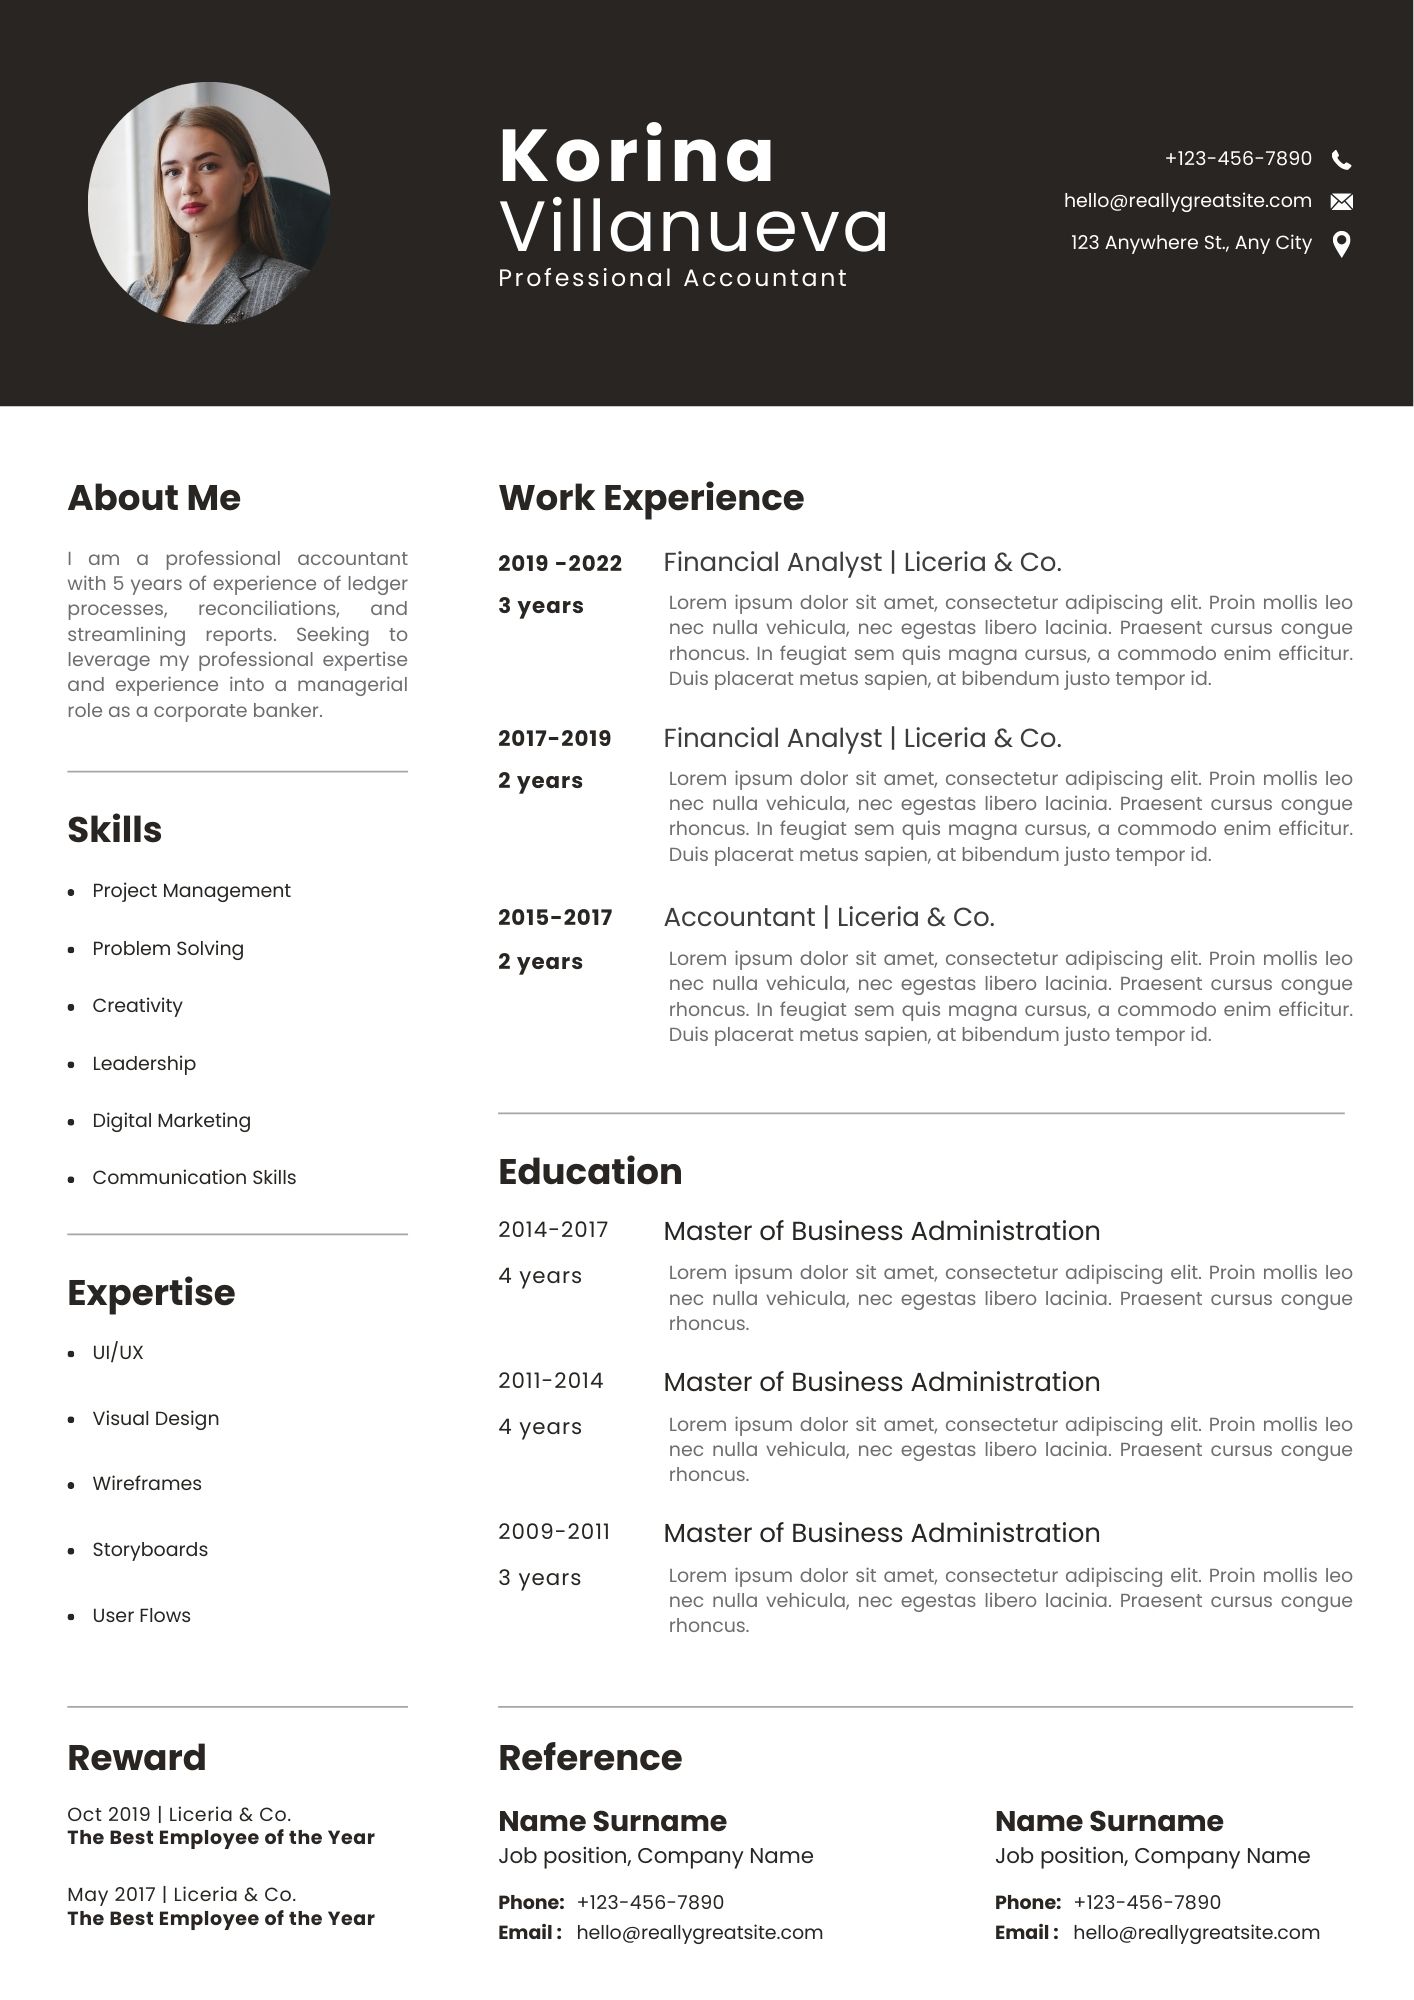 Korina
Villanueva
Professional Accountant
+123-456-7890
hello@reallygreatsite.com
123 Anywhere St., Any City
About Me
I am a professional accountant
with 5 years of experience of ledger
processes, reconciliations, and
streamlining reports. Seeking to
leverage my professional expertise
and experience into a managerial
role as a corporate banker.
Skills
• Project Management
• Problem Solving
• Creativity
• Leadership
• Digital Marketing
• Communication Skills
Expertise
• UI/UX
• Visual Design
• Wireframes
• Storyboards
• User Flows
Reward
Oct 2019 | Liceria & Co.
The Best Employee of the Year
May 2017 | Liceria & Co.
The Best Employee of the Year
Work Experience
2019 -2022 Financial Analyst | Liceria & Co.
3 years
Lorem ipsum dolor sit amet, consectetur adipiscing elit. Proin mollis leo
nec nulla vehicula, nec egestas libero lacinia. Praesent cursus congue
rhoncus. In feugiat sem quis magna cursus, a commodo enim efficitur.
Duis placerat metus sapien, at bibendum justo tempor id.
2017-2019 Financial Analyst | Liceria & Co.
2 years
Lorem ipsum dolor sit amet, consectetur adipiscing elit. Proin mollis leo
nec nulla vehicula, nec egestas libero lacinia. Praesent cursus congue
rhoncus. In feugiat sem quis magna cursus, a commodo enim efficitur.
Duis placerat metus sapien, at bibendum justo tempor id.
2015-2017 Accountant | Liceria & Co.
2 years
Lorem ipsum dolor sit amet, consectetur adipiscing elit. Proin mollis leo
nec nulla vehicula, nec egestas libero lacinia. Praesent cursus congue
rhoncus. In feugiat sem quis magna cursus, a commodo enim efficitur.
Duis placerat metus sapien, at bibendum justo tempor id.
Education
2014-2017 Master of Business Administration
4 years
Lorem ipsum dolor sit amet, consectetur adipiscing elit. Proin mollis leo
nec nulla vehicula, nec egestas libero lacinia. Praesent cursus congue
rhoncus.
2011-2014 Master of Business Administration
4 years
Lorem ipsum dolor sit amet, consectetur adipiscing elit. Proin mollis leo
nec nulla vehicula, nec egestas libero lacinia. Praesent cursus congue
rhoncus.
2009-2011 Master of Business Administration
3 years
Lorem ipsum dolor sit amet, consectetur adipiscing elit. Proin mollis leo
nec nulla vehicula, nec egestas libero lacinia. Praesent cursus congue
rhoncus.
Reference
Name Surname
Job position, Company Name
Phone: +123-456-7890
Email : hello@reallygreatsite.com
Name Surname
Job position, Company Name
Phone: +123-456-7890
Email : hello@reallygreatsite.com